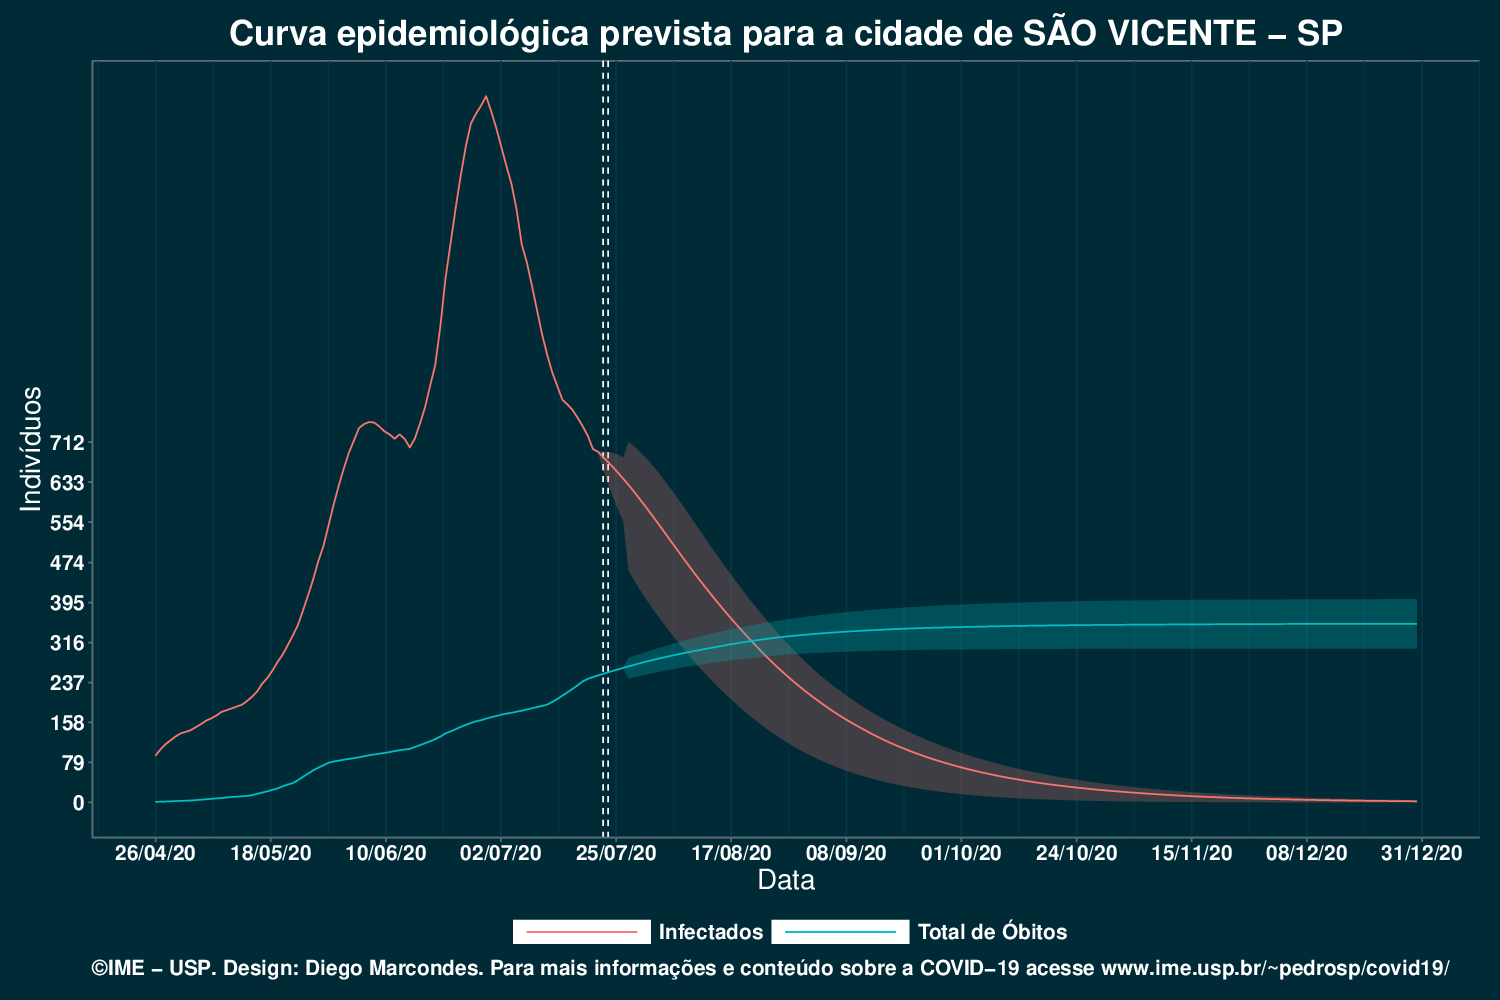 Curva epidemiológica prevista para a cidade de SÃO VICENTE – SP
Indivíduos
712
633
554
474
395
316
237
158
79
0
26/04/20 18/05/20 10/06/20 02/07/20 25/07/20 17/08/20 08/09/20 01/10/20 24/10/20 15/11/20 08/12/20 31/12/20
Data
Infectados Total de Óbitos
©IME – USP. Design: Diego Marcondes. Para mais informações e conteúdo sobre a COVID–19 acesse www.ime.usp.br/~pedrosp/covid19/